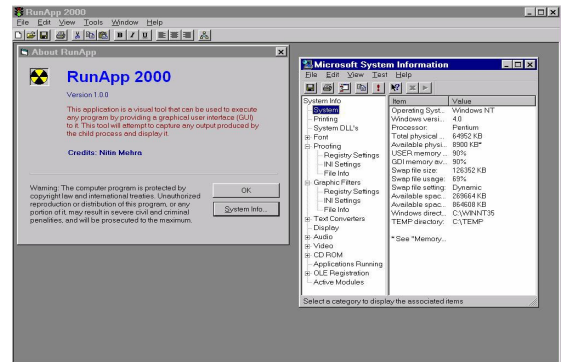 RunApp 2000
File Edit View Tools Window Help
B I U
About RunApp
RunApp 2000
Version 1.0.0
This application is a visual tool that can be used to execute
any program by providing a graphical user interface (GUI)
to it. This tool will attempt to capture any output produced by
the child process and display it.
Credits: Nitin Mehra
Warning: The computer program is protected by
copyright law and international treaties. Unauthorized
reproduction or distribution of this program, or any
portion of it, may result in severe civil and criminal
penalities, and will be prosecuted to the maximum.
OK
System Info...
Microsoft System Information
File Edit View Test Help
System Info
System
Printing
System DLL's
Font
Proofing
Registry Settings
INI Settings
File Info
Graphic Filters
Registry Settings
INI Settings
File Info
Text Converters
Display
Audio
Video
CD ROM
Applications Running
OLE Registration
Active Modules
Item Value
Operating Syst... Windows NT
Windows versi... 4.0
Processor: Pentium
Total physical ... 64952 KB
Available physi... 8900 KB*
USER memory ... 90%
GDI memory av... 90%
Swap file size: 126352 KB
Swap file usage: 69%
Swap file setting: Dynamic
Available spac... 269664 KB
Available spac... 864608 KB
Windows direct... C:\WINNT35
TEMP directory: C:\TEMP
* See "Memory...
Select a category to display the associated items